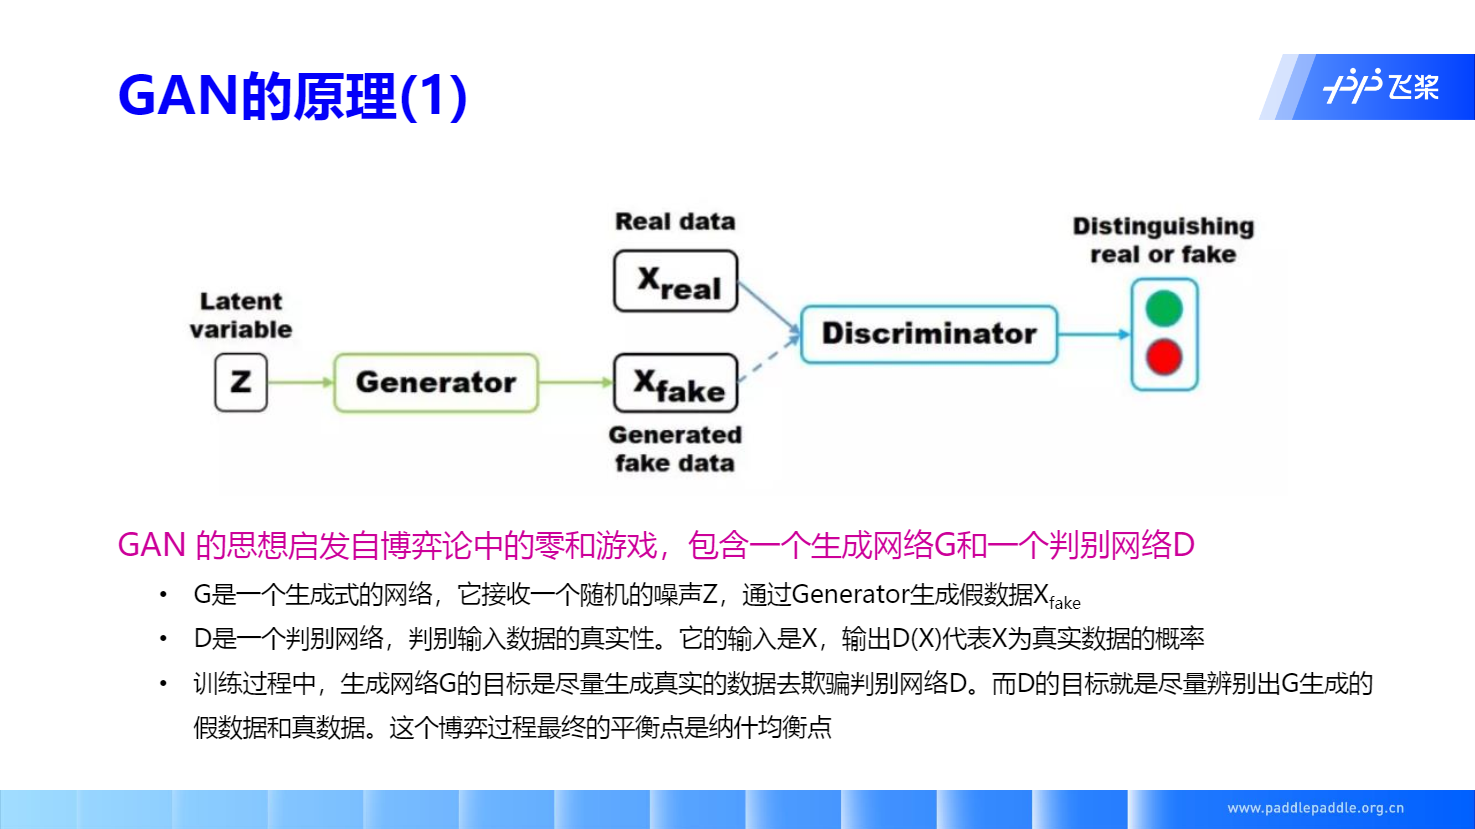 GAN的原理(1)
飞桨
Real data
Xreal
Distinguishing
real or fake
Latent
variable
Z
Generator
Xfake
Discriminator
Generated
fake data
GAN 的思想启发自博弈论中的零和游戏，包含一个生成网络G和一个判别网络D
• G是一个生成式的网络，它接收一个随机的噪声Z，通过Generator生成假数据Xfake
• D是一个判别网络，判别输入数据的真实性。它的输入是X，输出D(X)代表X为真实数据的概率
• 训练过程中，生成网络G的目标是尽量生成真实的数据去欺骗判别网络D。而D的目标就是尽量辨别出G生成的
假数据和真数据。这个博弈过程最终的平衡点是纳什均衡点
www.paddlepaddle.org.cn